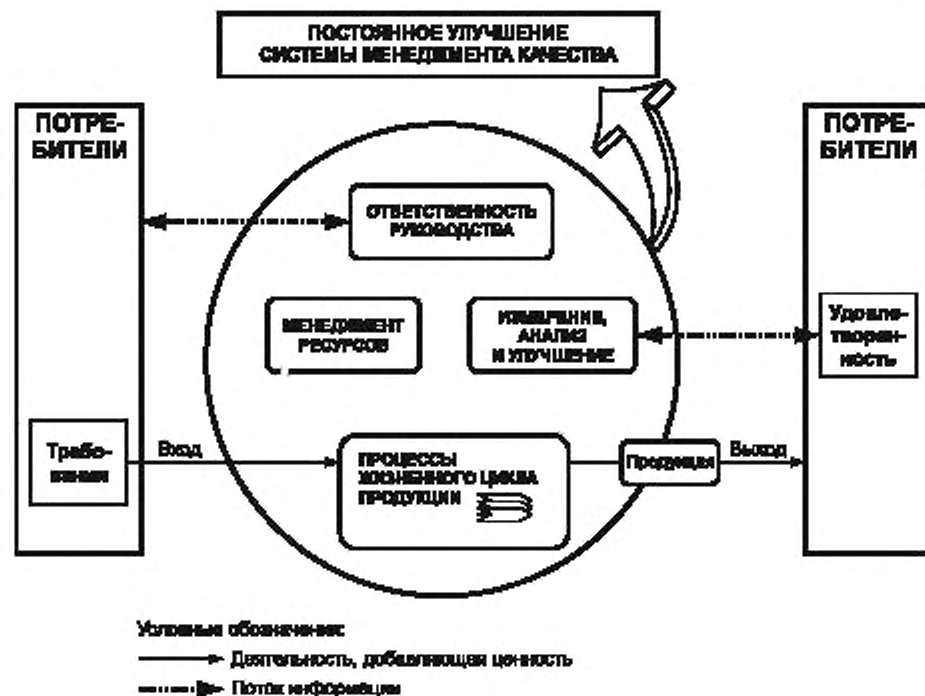 ПОСТОЯННОЕ УЛУЧШЕНИЕ
СИСТЕМЫ МЕНЕДЖМЕНТА КАЧЕСТВА
ПОТРЕ-
БИТЕЛИ
ПОТРЕ-
БИТЕЛИ
ОТВЕТСТВЕННОСТЬ
РУКОВОДСТВА
МЕНЕДЖМЕНТ
РЕСУРСОВ
ИЗМЕРЕНИЕ,
АНАЛИЗ
И УЛУЧШЕНИЕ
Удовле-
творен-
ность
Требо-
вания
Вход
ПРОЦЕССЫ
ЖИЗНЕННОГО ЦИКЛА
ПРОДУКЦИИ
Продукция
Выход
Условные обозначения:
Деятельность, добавляющая ценность
Поток информации